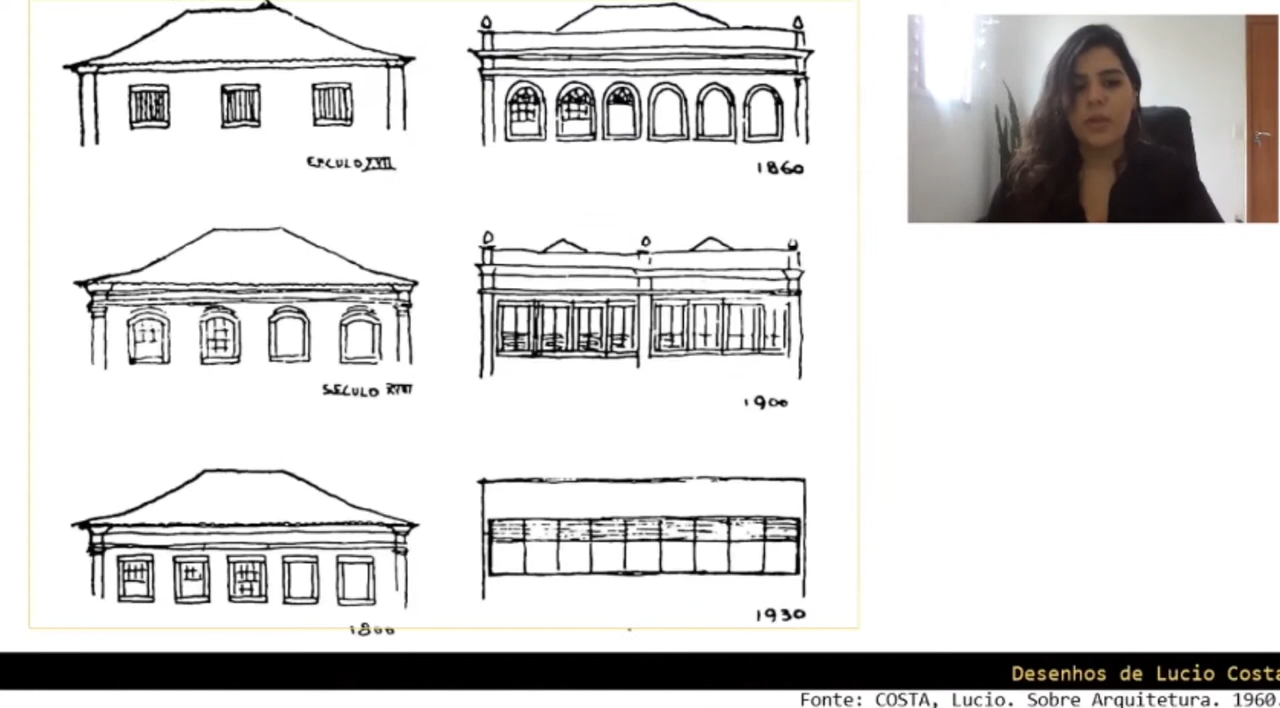 SÉCULO XVII
1860
SÉCULO XVIII
1900
1800
1930
Desenhos de Lucio Costa
Fonte: COSTA, Lucio. Sobre Arquitetura. 1960.